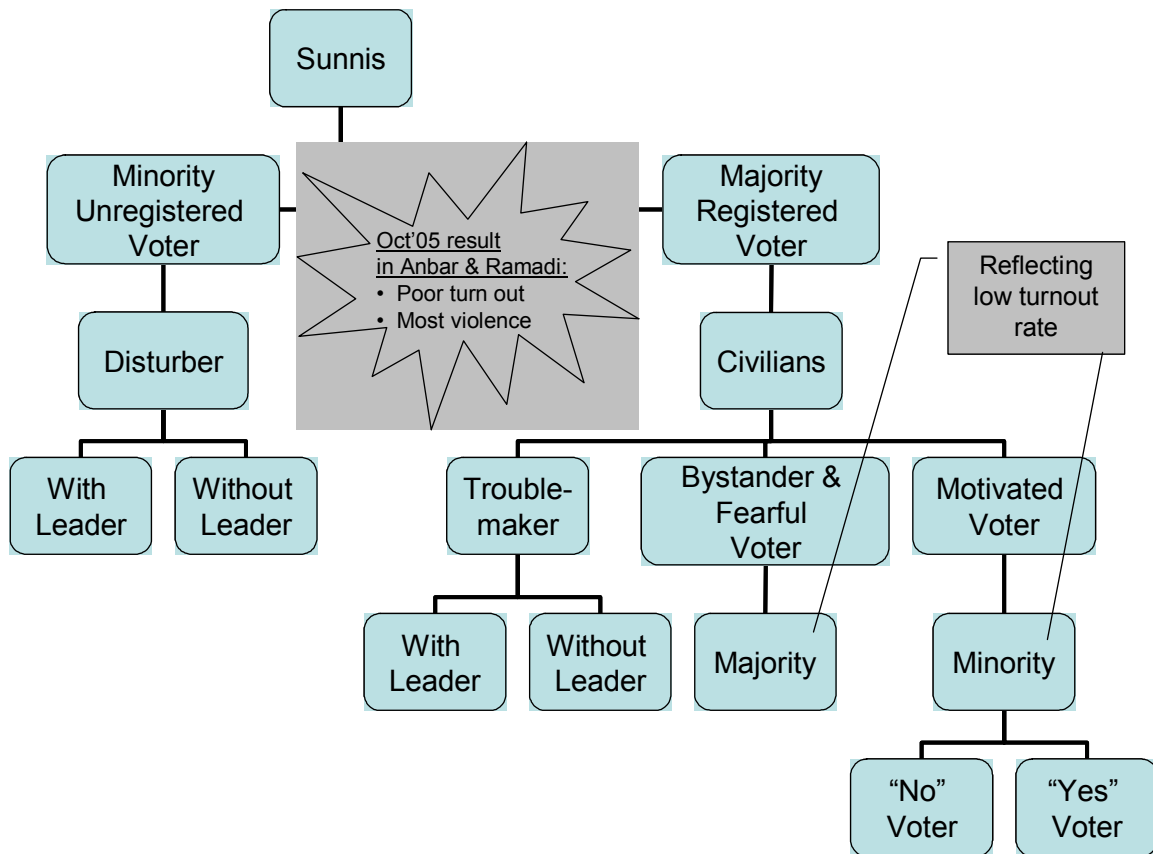 Sunnis
Minority
Unregistered
Voter
Oct’05 result
in Anbar & Ramadi:
• Poor turn out
• Most violence
Majority
Registered
Voter
Reflecting
low turnout
rate
Disturber
Civilians
With
Leader
Without
Leader
Trouble-
maker
Bystander &
Fearful
Voter
Motivated
Voter
With
Leader
Without
Leader
Majority
Minority
“No”
Voter
“Yes”
Voter